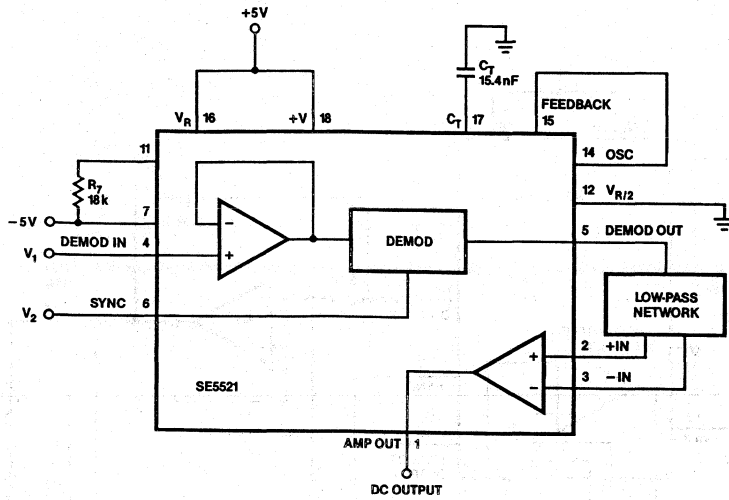 +5V
C_T
15.4nF
FEEDBACK
V_R 16
+V 18
C_T 17
15
11
14 OSC
R_7
18k
12 V_R/2
7
−5V
DEMOD IN 4
V_1
−
+
DEMOD
5 DEMOD OUT
LOW-PASS
NETWORK
SYNC 6
V_2
+
−
2 +IN
3 −IN
SE5521
AMP OUT 1
DC OUTPUT